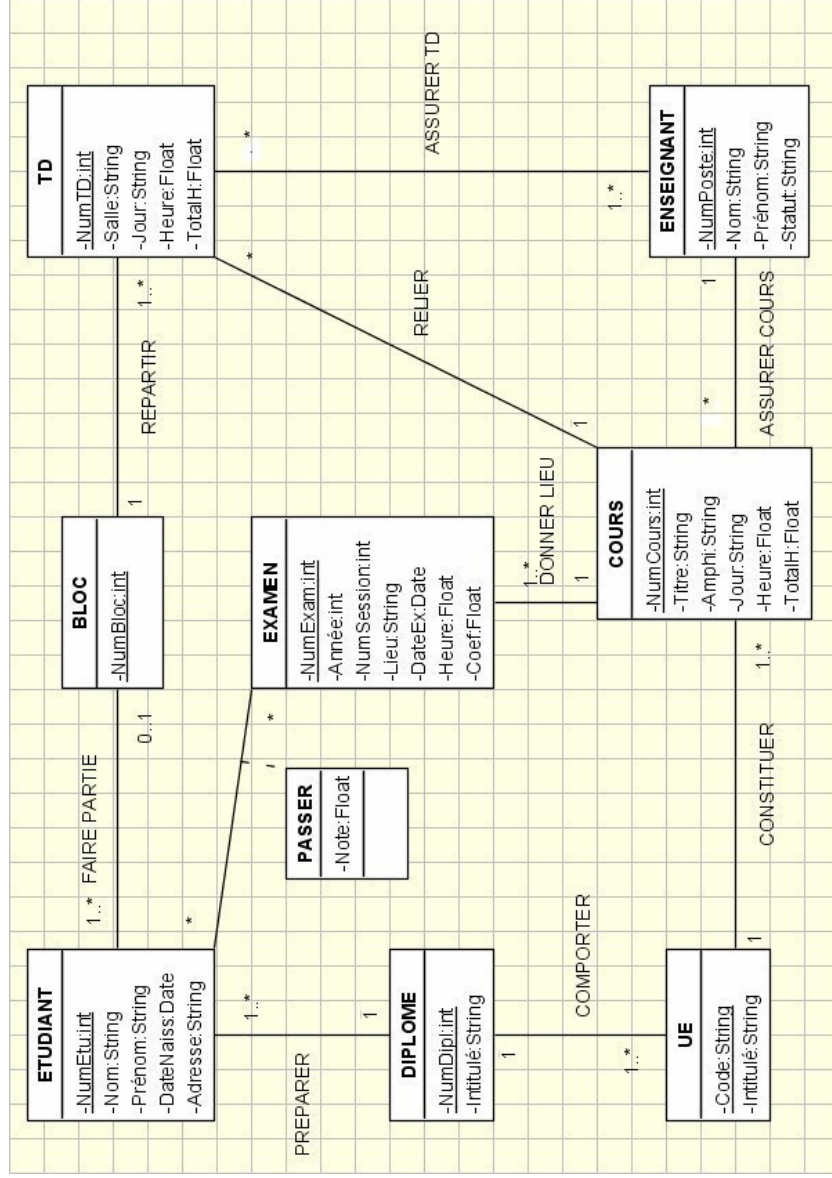 ETUDIANT
-NumEtu:int
-Nom:String
-Prénom:String
-DateNaiss:Date
-Adresse:String
1..*
FAIRE PARTIE
0..1
BLOC
-NumBloc:int
1
REPARTIR
1..*
TD
-NumTD:int
-Salle:String
-Jour:String
-Heure:Float
-TotalH:Float
*
PASSER
-Note:Float
*
EXAMEN
-NumExam:int
-Année:int
-NumSession:int
-Lieu:String
-DateEx:Date
-Heure:Float
-Coef:Float
1..*
PREPARER
1
DIPLOME
-NumDipl:int
-Intitulé:String
1
COMPORTER
1..*
1..*
DONNER LIEU
1
*
RELIER
1
*
ASSURER TD
1..*
UE
-Code:String
-Intitulé:String
1
CONSTITUER
1..*
COURS
-NumCours:int
-Titre:String
-Amphi:String
-Jour:String
-Heure:Float
-TotalH:Float
*
ASSURER COURS
1
ENSEIGNANT
-NumPoste:int
-Nom:String
-Prénom:String
-Statut:String